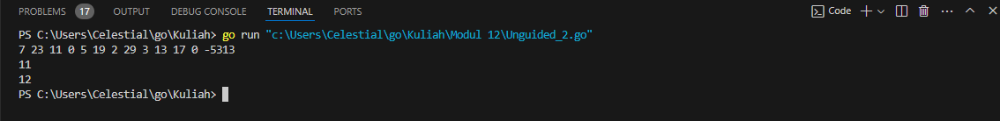 PROBLEMS 17 OUTPUT DEBUG CONSOLE TERMINAL PORTS Code
PS C:\Users\Celestial\go\Kuliah> go run "c:\Users\Celestial\go\Kuliah\Modul 12\Unguided_2.go"
7 23 11 0 5 19 2 29 3 13 17 0 -5313
11
12
PS C:\Users\Celestial\go\Kuliah>